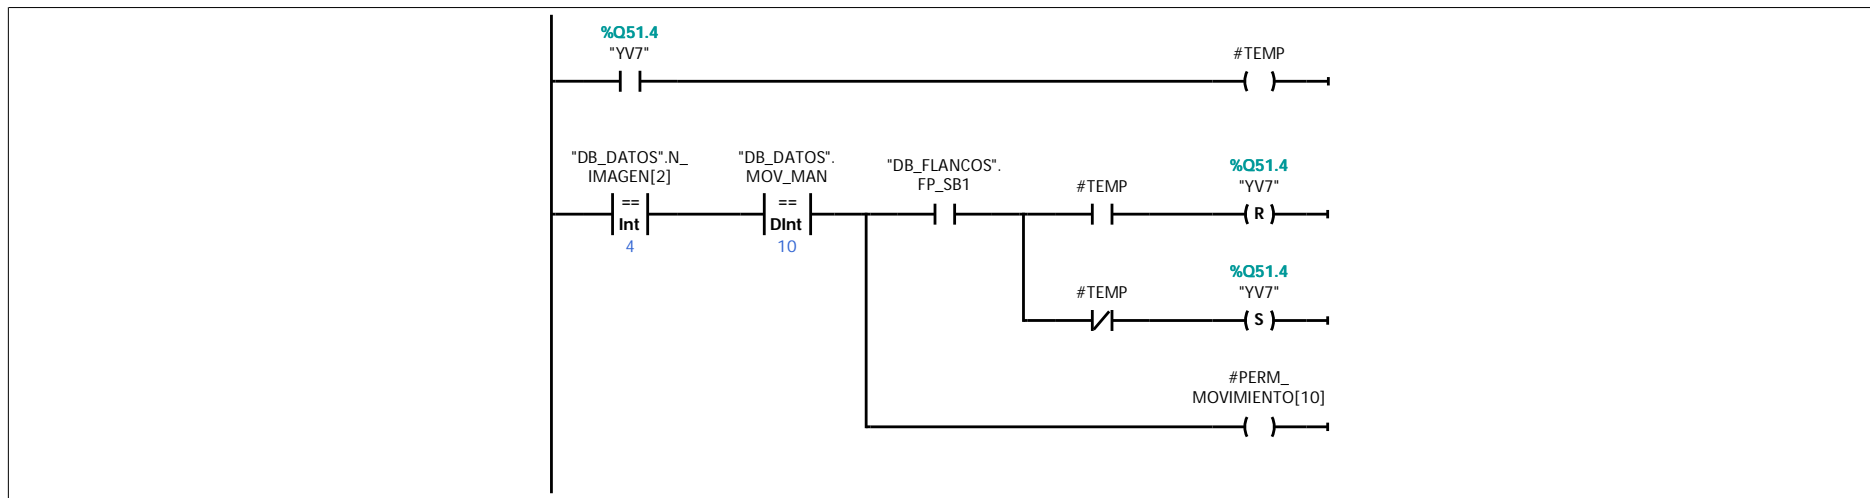 %Q51.4
"YV7"
#TEMP
"DB_DATOS".N_
IMAGEN[2]
==
Int
4
"DB_DATOS".
MOV_MAN
==
DInt
10
"DB_FLANCOS".
FP_SB1
#TEMP
%Q51.4
"YV7"
R
#TEMP
%Q51.4
"YV7"
S
#PERM_
MOVIMIENTO[10]